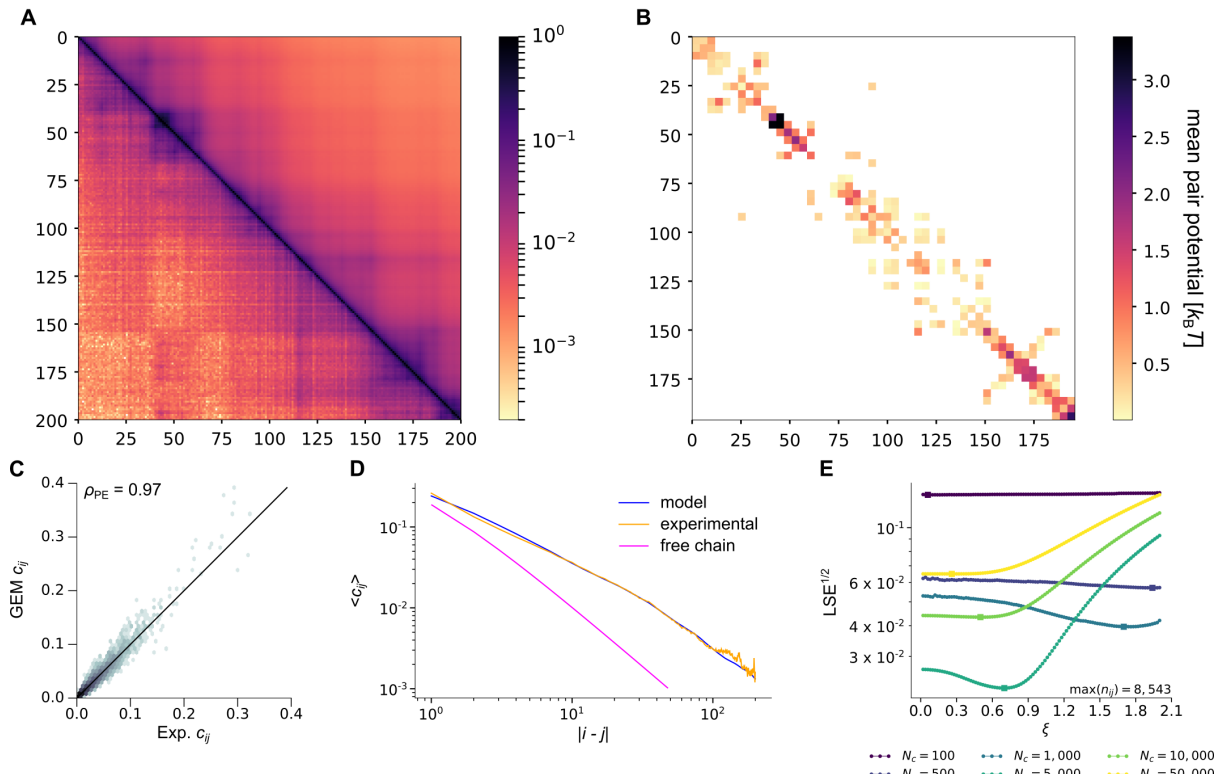 A
B
0
25
50
75
100
125
150
175
200
0 25 50 75 100 125 150 175 200
10^0
10^-1
10^-2
10^-3
0
25
50
75
100
125
150
175
0 25 50 75 100 125 150 175
3.0
2.5
2.0
1.5
1.0
0.5
mean pair potential [k_B T]
C
D
E
ρ_PE = 0.97
0.4
0.3
0.2
0.1
0.0
GEM c_ij
0.0 0.1 0.2 0.3 0.4
Exp. c_ij
model
experimental
free chain
10^-1
10^-2
10^-3
<c_ij>
10^0 10^1 10^2
|i - j|
10^-1
6 × 10^-2
4 × 10^-2
3 × 10^-2
LSE^1/2
max(n_ij) = 8,543
0.0 0.3 0.6 0.9 1.2 1.5 1.8 2.1
ξ
N_c = 100 N_c = 1,000 N_c = 10,000